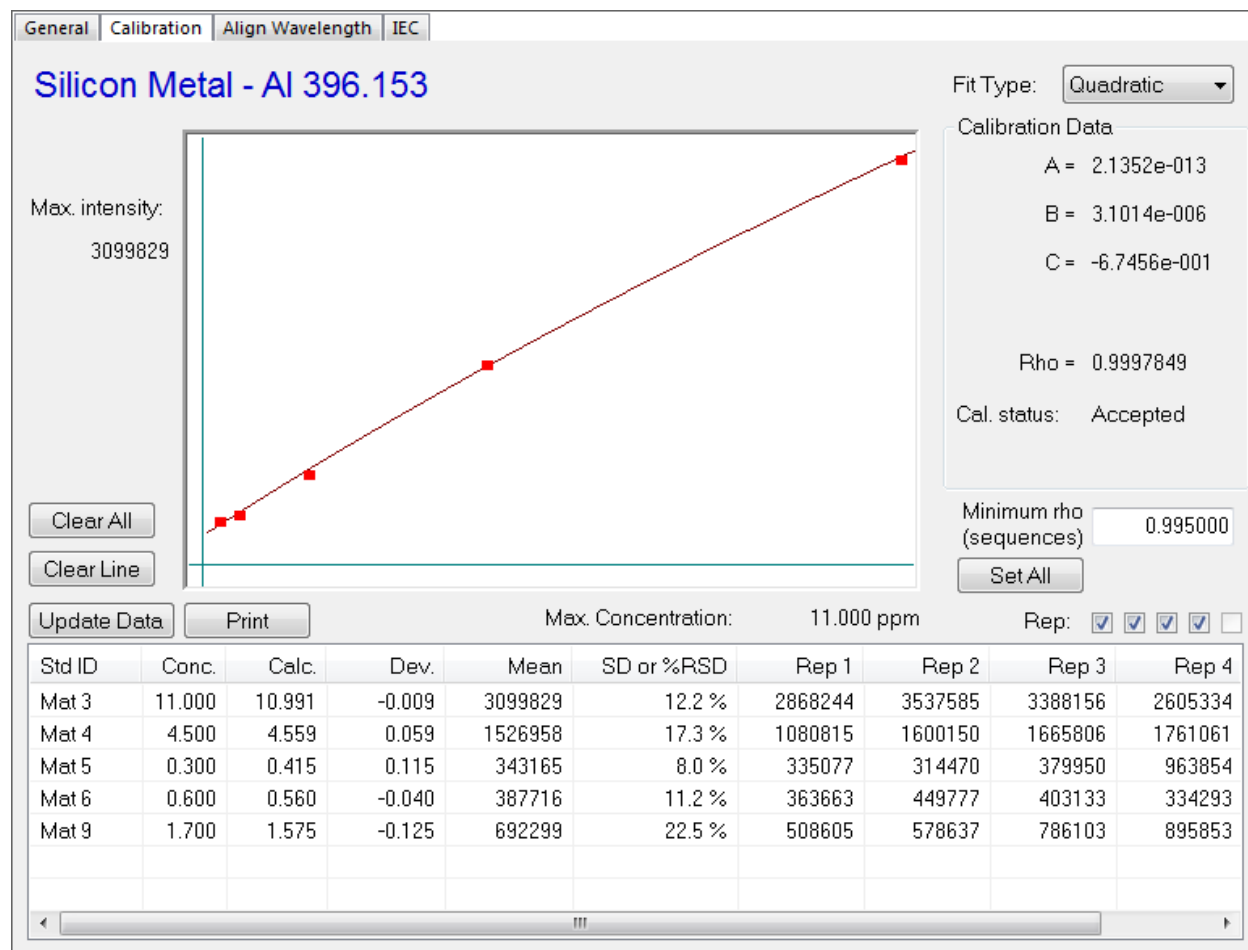 General Calibration Align Wavelength IEC
Silicon Metal - Al 396.153
Fit Type: Quadratic
Calibration Data
A = 2.1352e-013
Max. intensity:
B = 3.1014e-006
3099829
C = -6.7456e-001
Rho = 0.9997849
Cal. status: Accepted
Clear All
Minimum rho
(sequences) 0.995000
Clear Line
Set All
Update Data Print Max. Concentration: 11.000 ppm Rep:
Std ID Conc. Calc. Dev. Mean SD or %RSD Rep 1 Rep 2 Rep 3 Rep 4
Mat 3 11.000 10.991 -0.009 3099829 12.2 % 2868244 3537585 3388156 2605334
Mat 4 4.500 4.559 0.059 1526958 17.3 % 1080815 1600150 1665806 1761061
Mat 5 0.300 0.415 0.115 343165 8.0 % 335077 314470 379950 963854
Mat 6 0.600 0.560 -0.040 387716 11.2 % 363663 449777 403133 334293
Mat 9 1.700 1.575 -0.125 692299 22.5 % 508605 578637 786103 895853